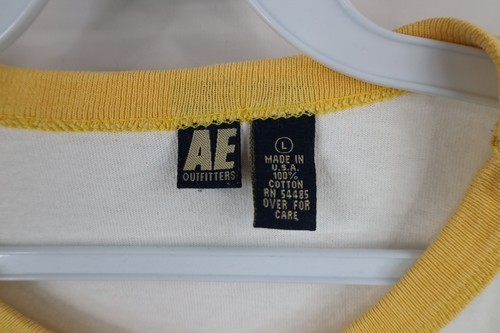 AE
OUTFITTERS
L
MADE IN
U.S.A.
100%
COTTON
RN 54485
OVER FOR
CARE